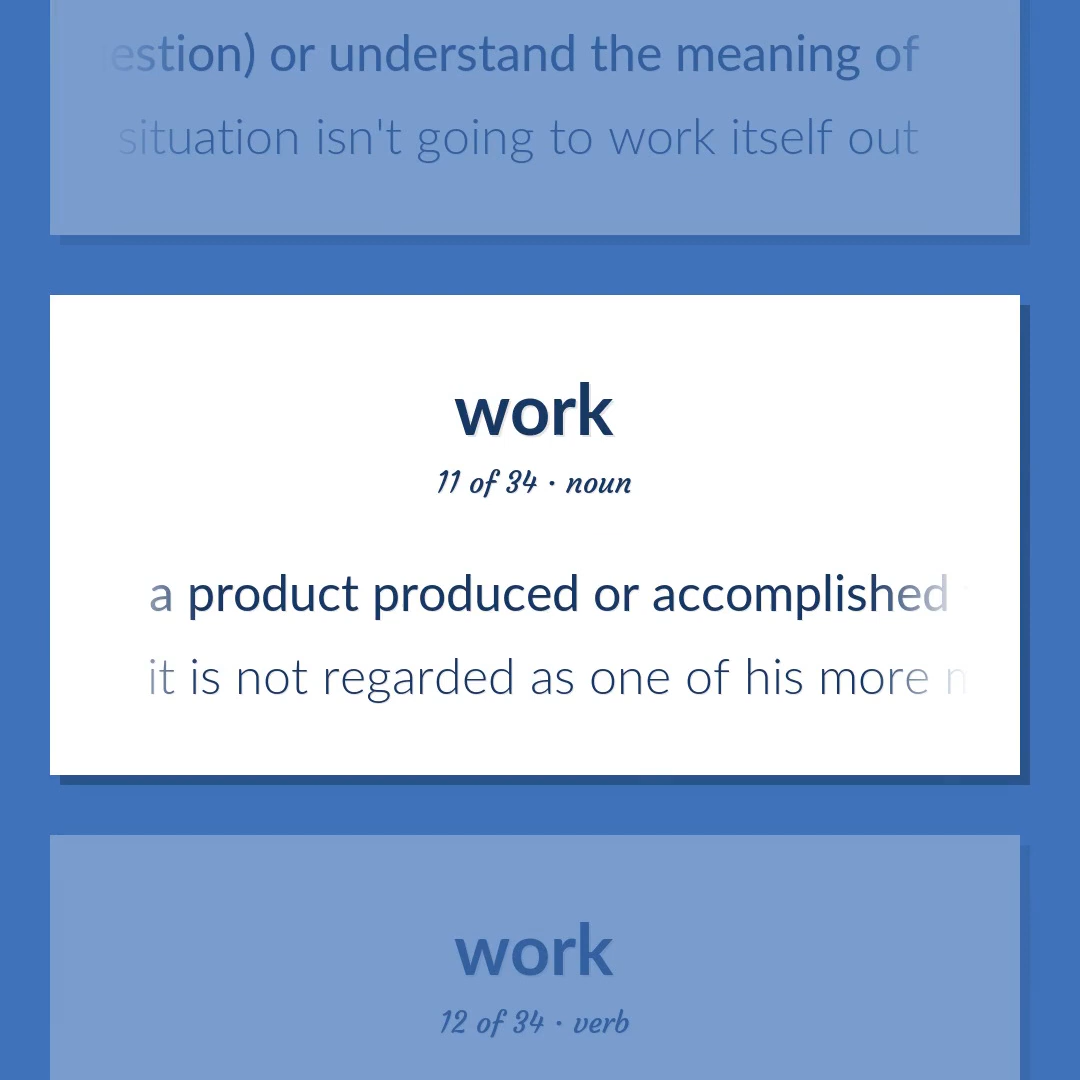 or understand the meaning of
situation isn't going to work itself out
work
11 of 34 · noun
a product produced or accomplished
it is not regarded as one of his more
work
12 of 34 · verb